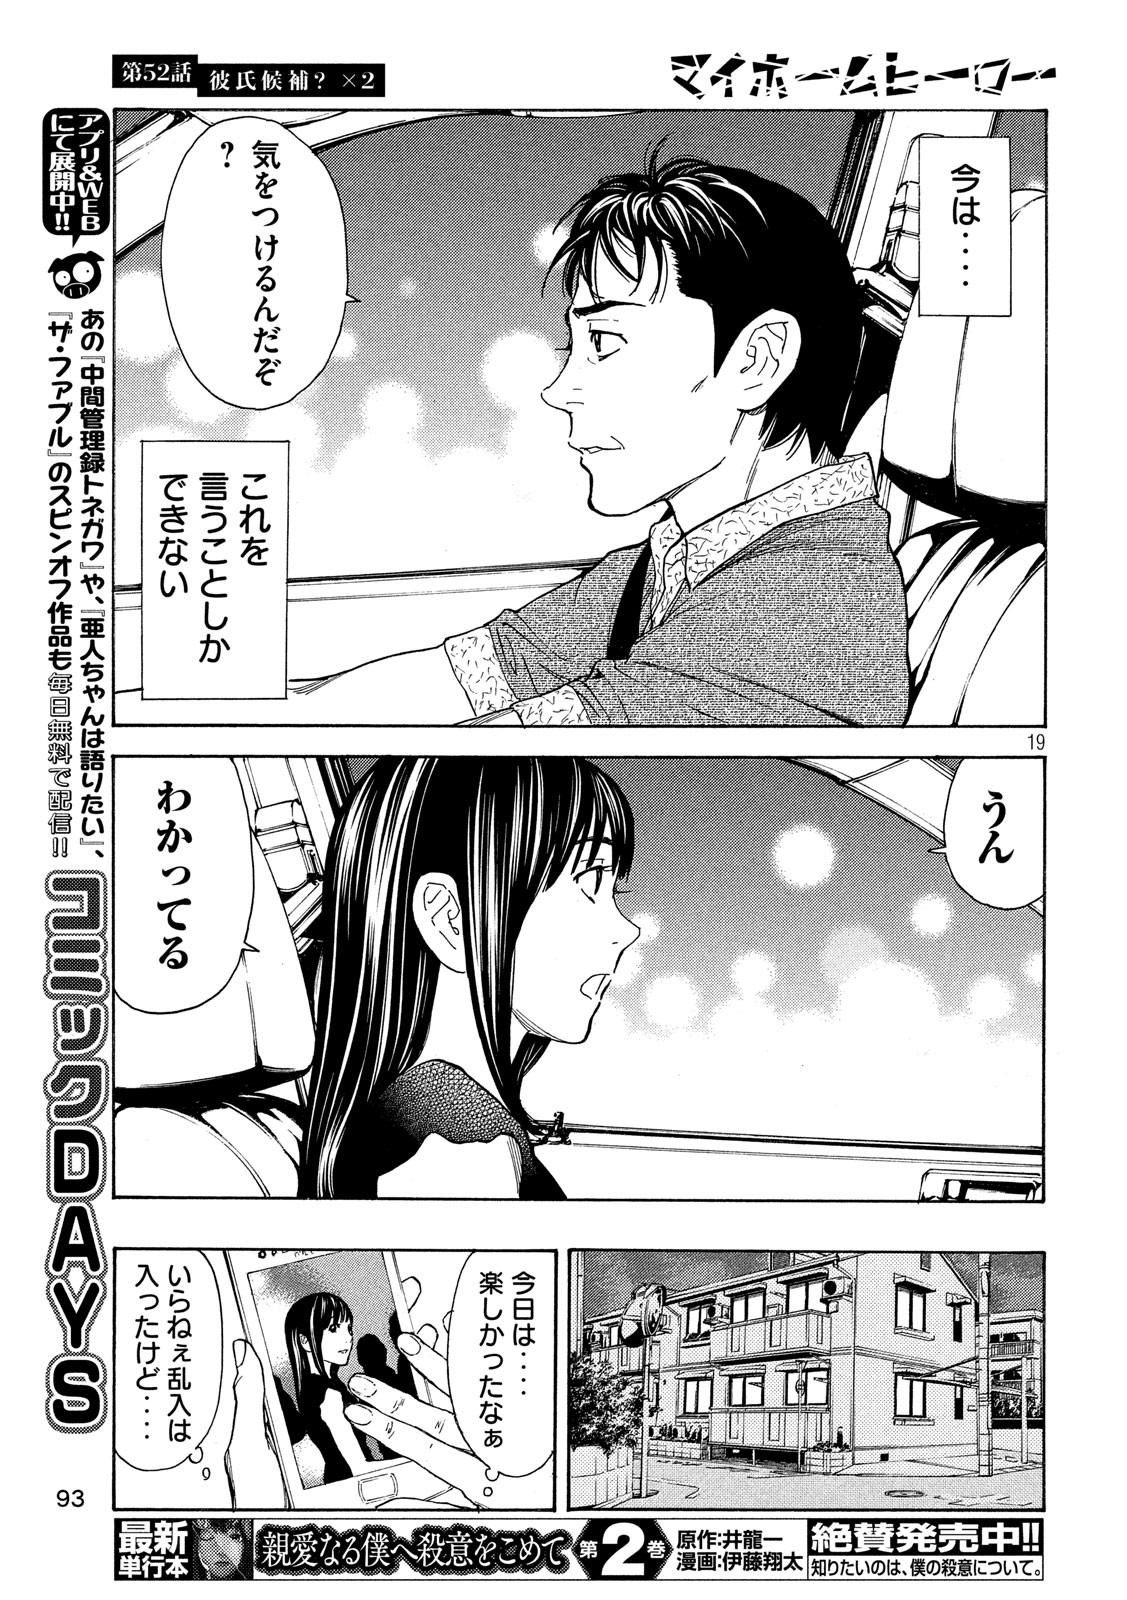 第52話
彼氏候補？ ×2
マイホームヒーロー
アプリ&WEB
にて展開中!!
あの『中間管理録トネガワ』や、『亜人ちゃんは語りたい』、
『ザ・ファブル』のスピンオフ作品も毎日無料で配信!!
コミックDAYS
今は‥‥
気をつけるんだぞ
？
これを
言うことしか
できない
19
うん
わかってる
今日は‥‥
楽しかったなぁ
いらねぇ乱入は
入ったけど‥‥
93
最新
単行本
親愛なる僕へ殺意をこめて
第2巻
原作:井龍一
漫画:伊藤翔太
絶賛発売中!!
知りたいのは、僕の殺意について。